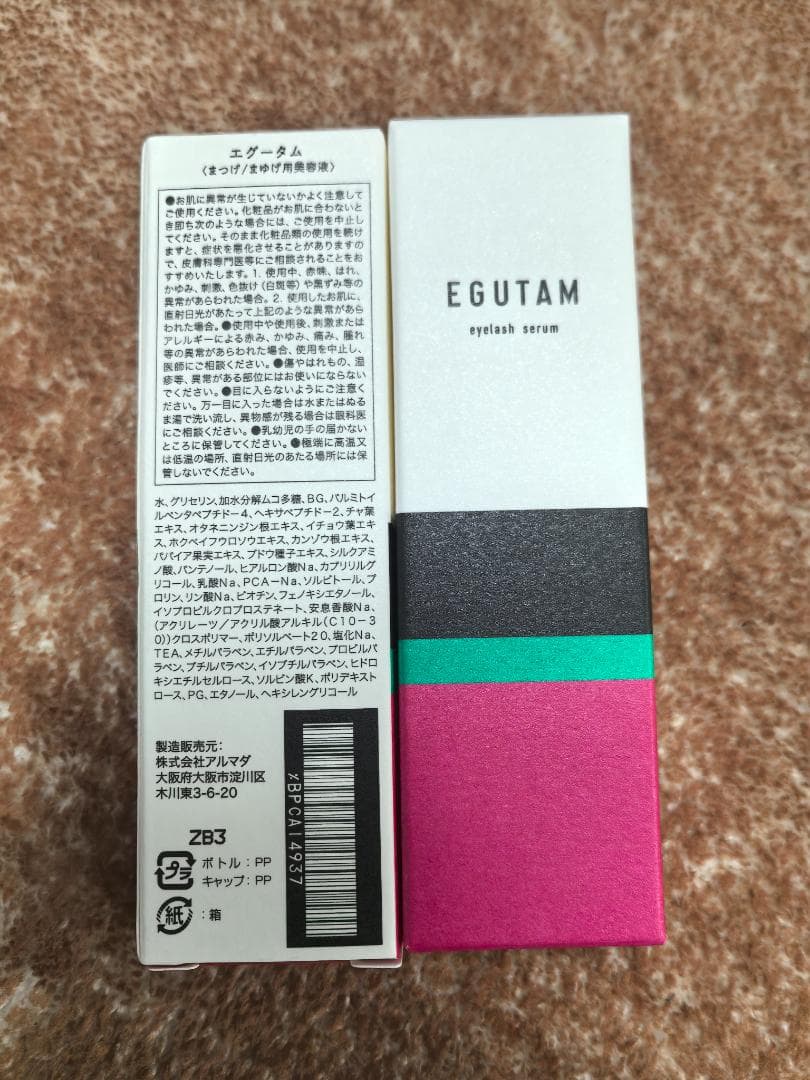 エグータム
〈まつげ/まゆげ用美容液〉
●お肌に異常が生じていないかよく注意して
ご使用ください。化粧品がお肌に合わないと
き即ち次のような場合には、ご使用を中止し
てください。そのまま化粧品類の使用を続け
ますと、症状を悪化させることがありますの
で、皮膚科専門医等にご相談されることをお
すすめいたします。1. 使用中、赤味、はれ、
かゆみ、刺激、色抜け(白斑等)や黒ずみ等の
異常があらわれた場合。2. 使用したお肌に、
直射日光があたって上記のような異常があら
われた場合。●使用中や使用後、刺激または
アレルギーによる赤み、かゆみ、痛み、腫れ
等の異常があらわれた場合、使用を中止し、
医師にご相談ください。●傷やはれもの、湿
疹等、異常がある部位にはお使いにならない
でください。●目に入らないようにご注意くだ
さい。万一目に入った場合は水またはぬる
ま湯で洗い流し、異物感が残る場合は眼科医
にご相談ください。●乳幼児の手の届かない
ところに保管してください。●極端に高温又
は低温の場所、直射日光のあたる場所には保
管しないでください。
水、グリセリン、加水分解ムコ多糖、BG、パルミトイ
ルペンタペプチド-4、ヘキサペプチド-2、チャ葉
エキス、オタネニンジン根エキス、イチョウ葉エキ
ス、ホクベイフウロソウエキス、カンゾウ根エキス、
パパイア果実エキス、ブドウ種子エキス、シルクアミ
ノ酸、パンテノール、ヒアルロン酸Na、カプリリルグ
リコール、乳酸Na、PCA-Na、ソルビトール、プ
ロリン、リン酸Na、ビオチン、フェノキシエタノール、
イソプロピルクロプロステネート、安息香酸Na、
(アクリレーツ/アクリル酸アルキル(C10-3
0))クロスポリマー、ポリソルベート20、塩化Na、
TEA、メチルパラベン、エチルパラベン、プロピルパ
ラベン、ブチルパラベン、イソブチルパラベン、ヒドロ
キシエチルセルロース、ソルビン酸K、ポリデキスト
ロース、PG、エタノール、ヘキシレングリコール
製造販売元:
株式会社アルマダ
大阪府大阪市淀川区
木川東3-6-20
ZB3
プラ
ボトル:PP
キャップ:PP
紙
:箱
%BPCA14937
EGUTAM
eyelash serum